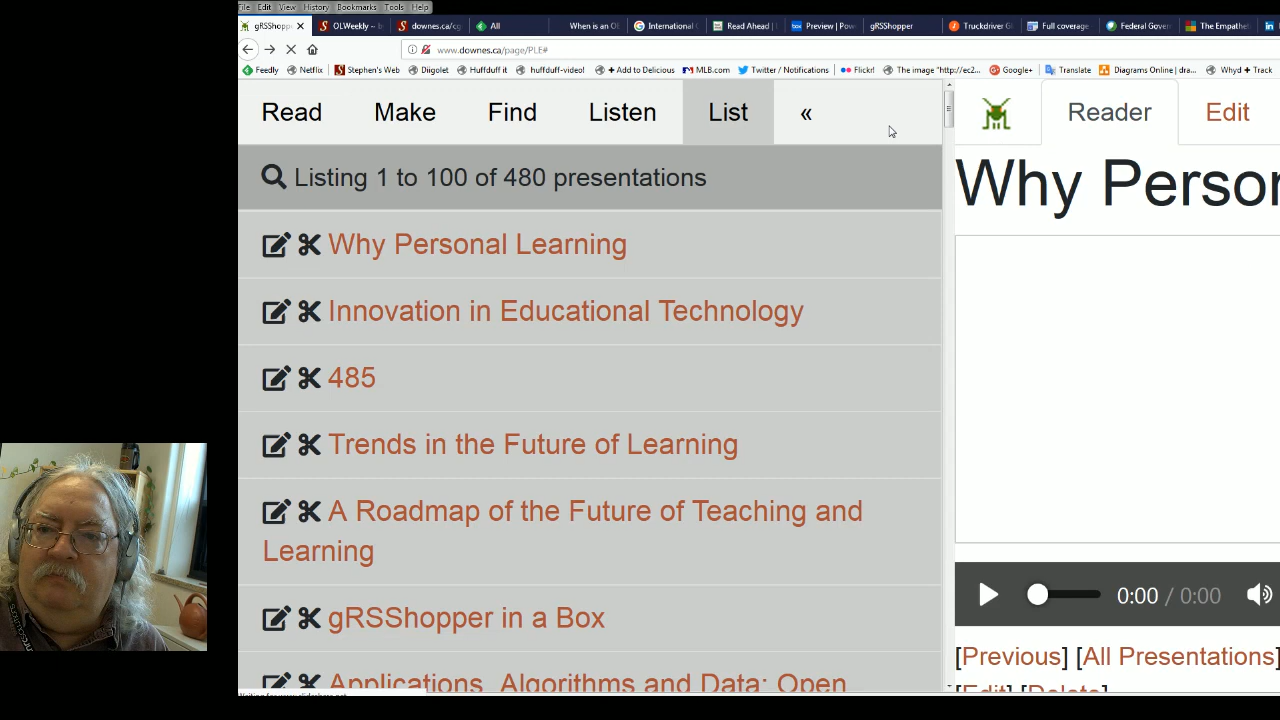 File Edit View History Bookmarks Tools Help
gRSShopp OLWeekly downes.ca/cg All When is an OE International Read Ahead Preview | Pow gRSShopper Truckdriver Full coverage Federal Gover The Empathe
www.downes.ca/page/PLE#
Feedly Netflix Stephen's Web Diigolet Huffduff it huffduff-video! + Add to Delicious MLB.com Twitter / Notifications Flickr! The image "http://ec2... Google+ Translate Diagrams Online | dra... Whyd + Track
Read Make Find Listen List «
Reader Edit
Listing 1 to 100 of 480 presentations
Why Personal Learning
Innovation in Educational Technology
485
Trends in the Future of Learning
A Roadmap of the Future of Teaching and
Learning
gRSShopper in a Box
Applications, Algorithms and Data: Open
Why Person
0:00 / 0:00
[Previous] [All Presentations]
[Edit] [Delete]